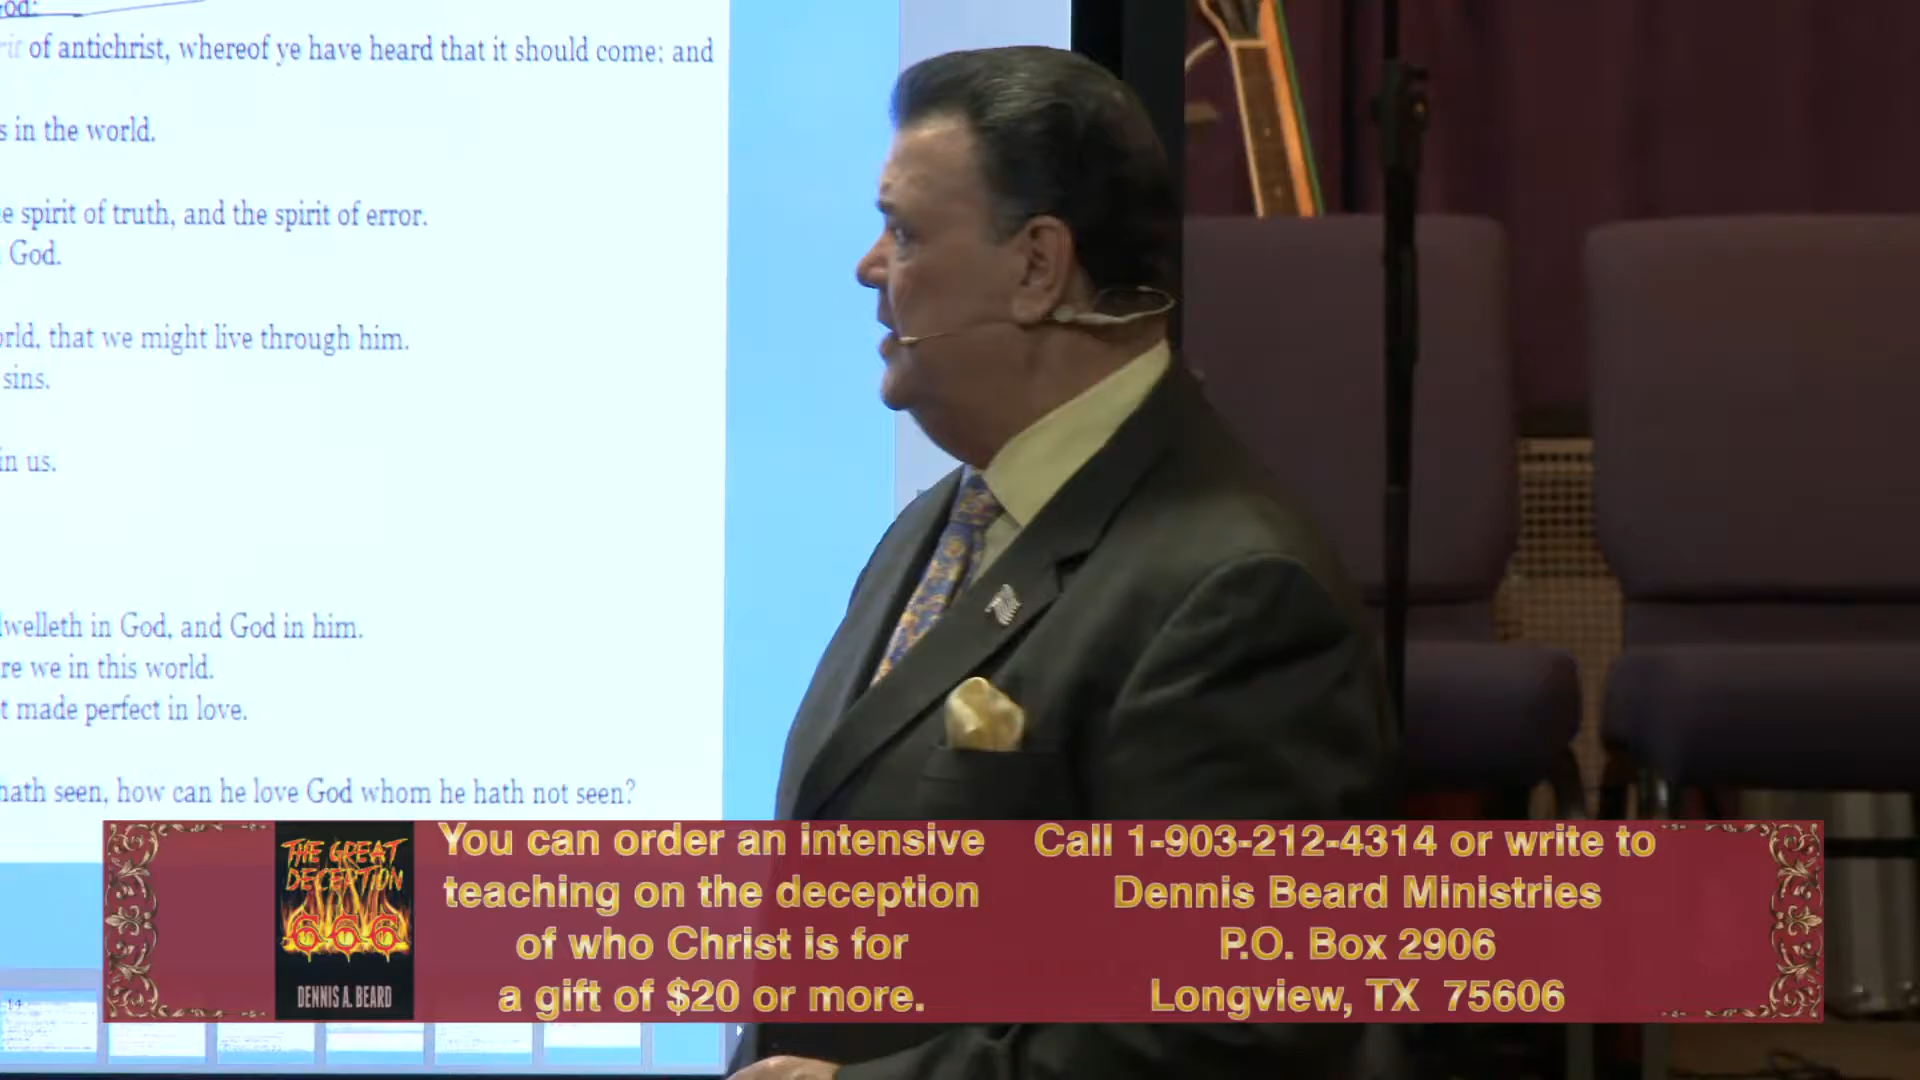 God:
of antichrist, whereof ye have heard that it should come; and
s in the world.
e spirit of truth, and the spirit of error.
God.
orld, that we might live through him.
sins.
in us.
dwelleth in God, and God in him.
re we in this world.
t made perfect in love.
hath seen, how can he love God whom he hath not seen?
THE GREAT
DECEPTION
666
DENNIS A. BEARD
You can order an intensive
teaching on the deception
of who Christ is for
a gift of $20 or more.
Call 1-903-212-4314 or write to
Dennis Beard Ministries
P.O. Box 2906
Longview, TX 75606
14